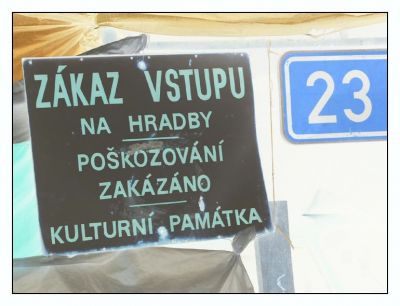 ZÁKAZ VSTUPU
NA HRADBY
POŠKOZOVÁNÍ
ZAKÁZÁNO
KULTURNÍ PAMÁTKA
23